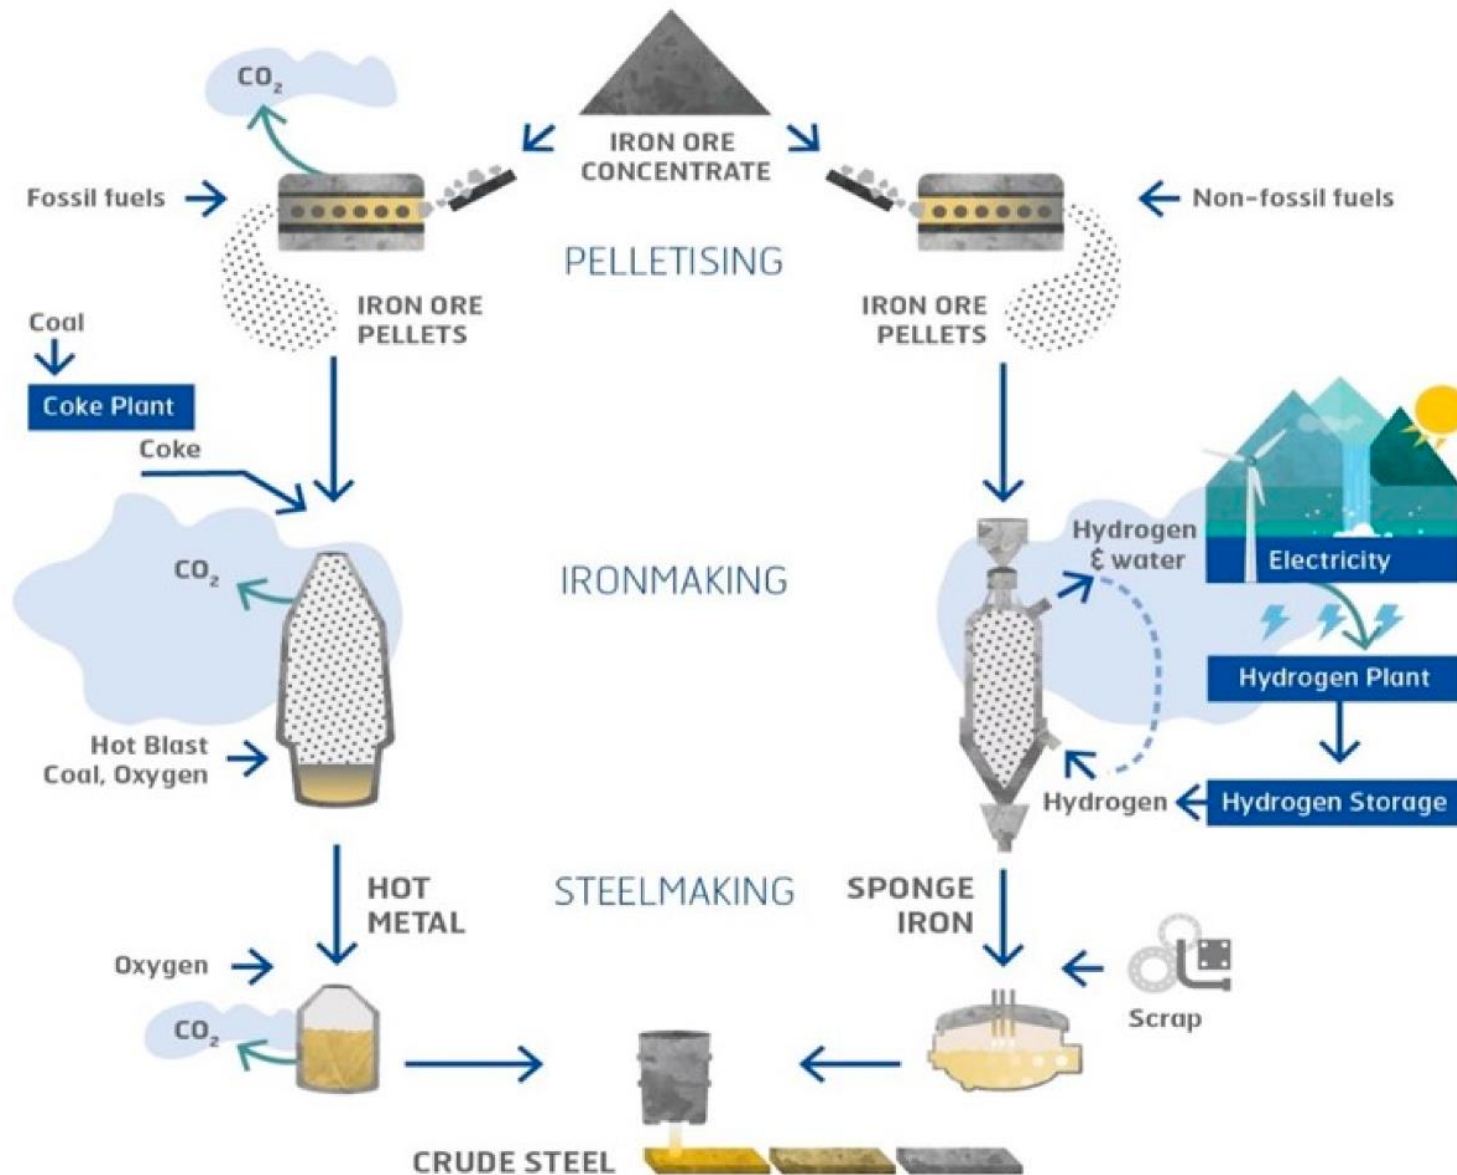 CO₂
IRON ORE
CONCENTRATE
Fossil fuels
Non-fossil fuels
PELLETISING
IRON ORE
PELLETS
IRON ORE
PELLETS
Coal
Coke Plant
Coke
CO₂
IRONMAKING
Hydrogen
& water
Electricity
Hydrogen Plant
Hot Blast
Coal, Oxygen
Hydrogen
Hydrogen Storage
HOT
METAL
STEELMAKING
SPONGE
IRON
Oxygen
CO₂
Scrap
CRUDE STEEL